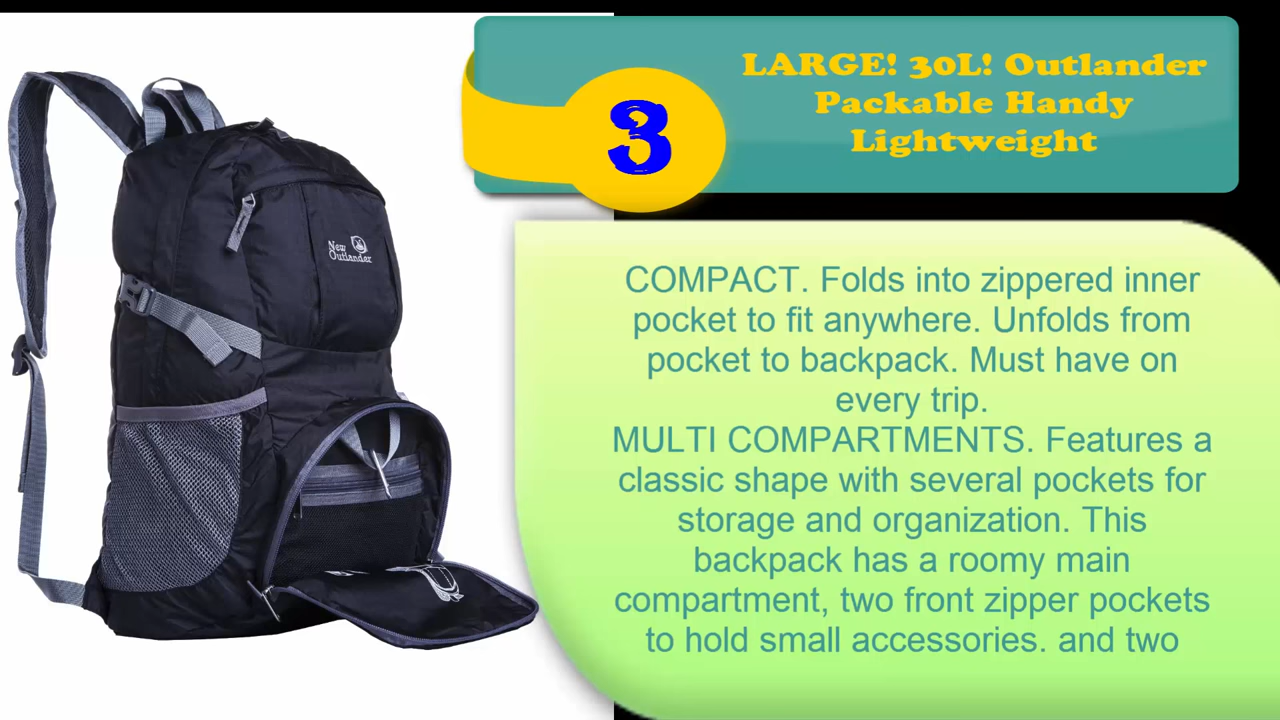 3
LARGE! 30L! Outlander
Packable Handy
Lightweight
New
Outlander
COMPACT. Folds into zippered inner
pocket to fit anywhere. Unfolds from
pocket to backpack. Must have on
every trip.
MULTI COMPARTMENTS. Features a
classic shape with several pockets for
storage and organization. This
backpack has a roomy main
compartment, two front zipper pockets
to hold small accessories. and two